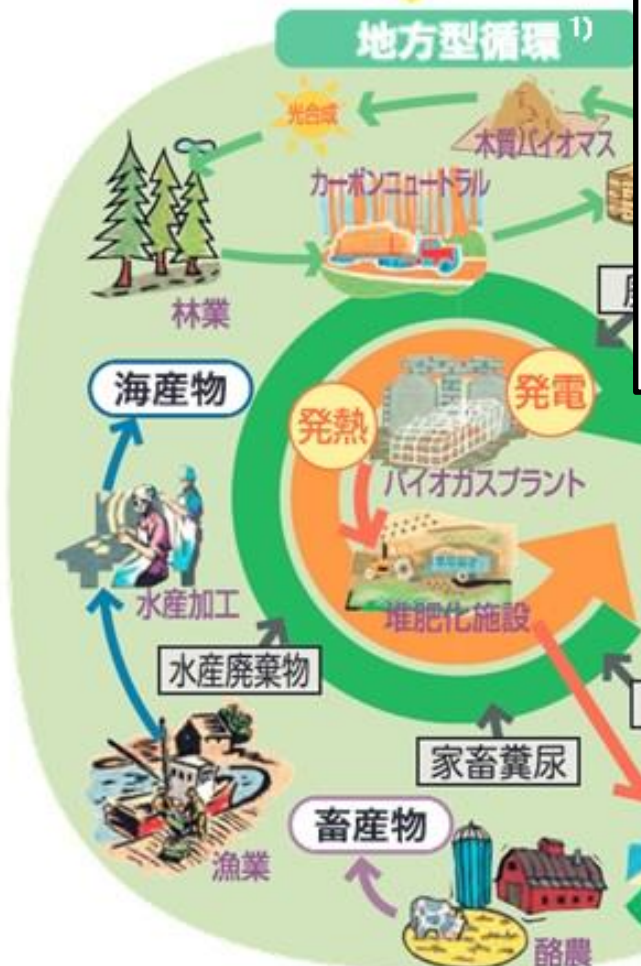 地方型循環 1)
光合成
木質バイオマス
カーボンニュートラル
林業
海産物
発熱
発電
バイオガスプラント
水産加工
堆肥化施設
水産廃棄物
家畜糞尿
畜産物
漁業
酪農